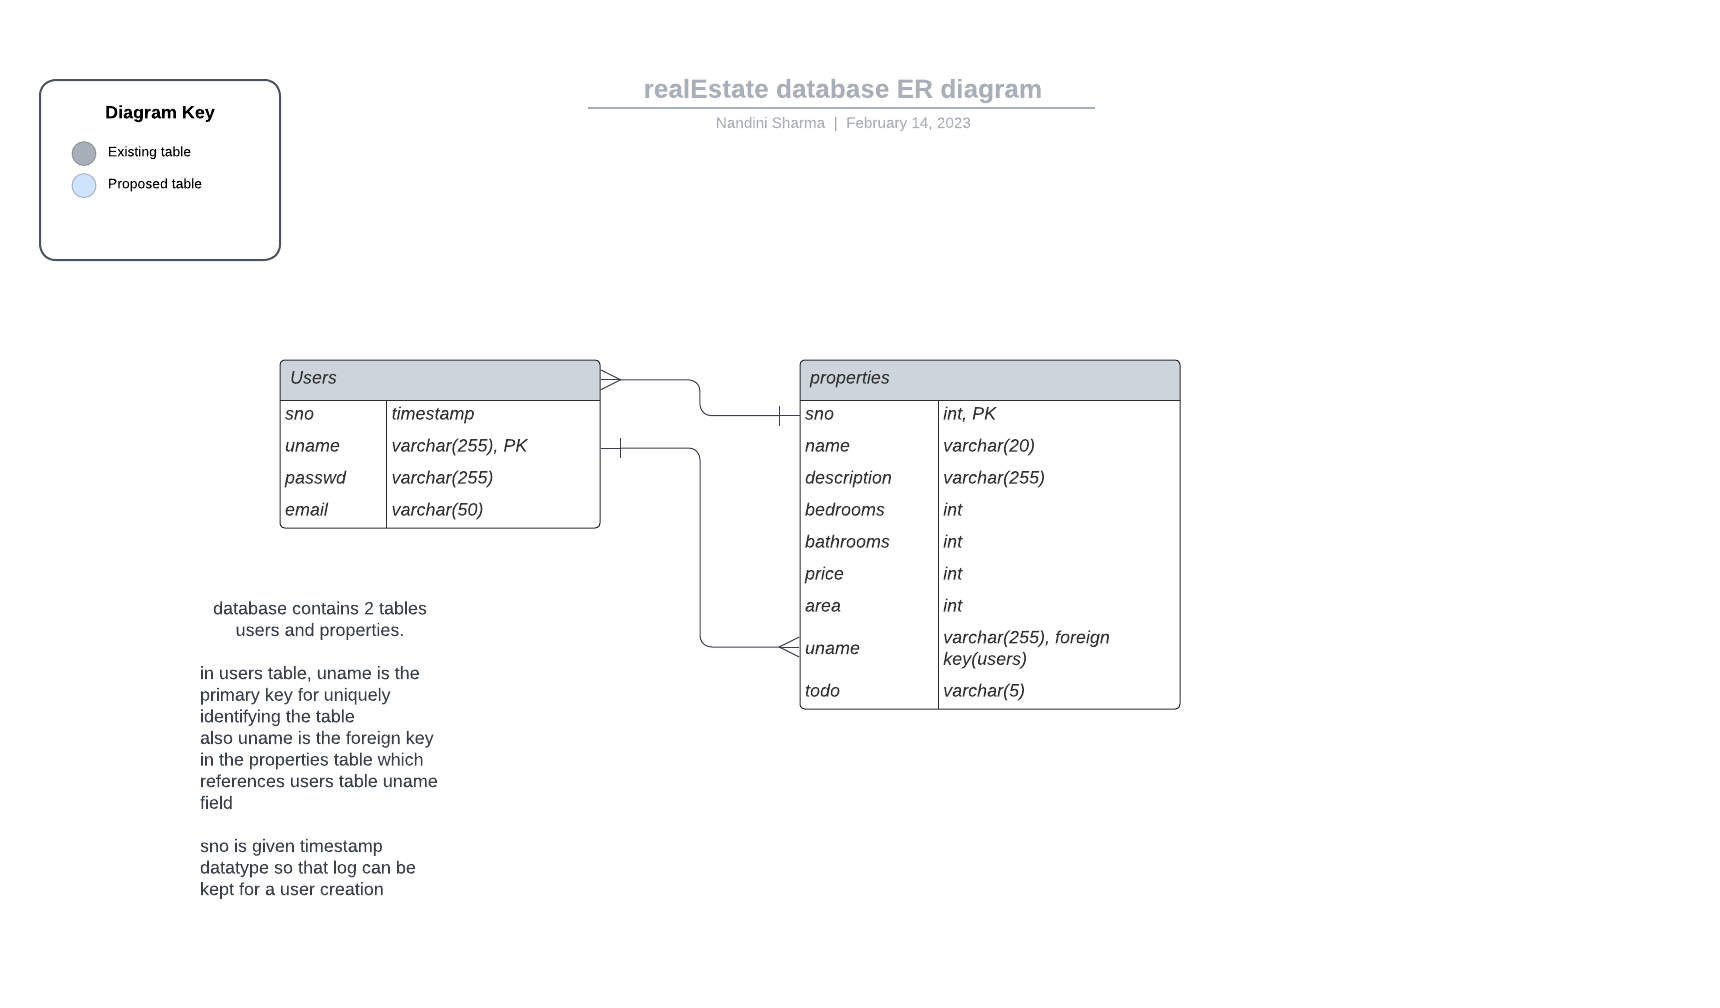 realEstate database ER diagram
Nandini Sharma | February 14, 2023
Diagram Key
Existing table
Proposed table
Users
sno timestamp
uname varchar(255), PK
passwd varchar(255)
email varchar(50)
properties
sno int, PK
name varchar(20)
description varchar(255)
bedrooms int
bathrooms int
price int
area int
uname varchar(255), foreign
key(users)
todo varchar(5)
database contains 2 tables
users and properties.
in users table, uname is the
primary key for uniquely
identifying the table
also uname is the foreign key
in the properties table which
references users table uname
field
sno is given timestamp
datatype so that log can be
kept for a user creation